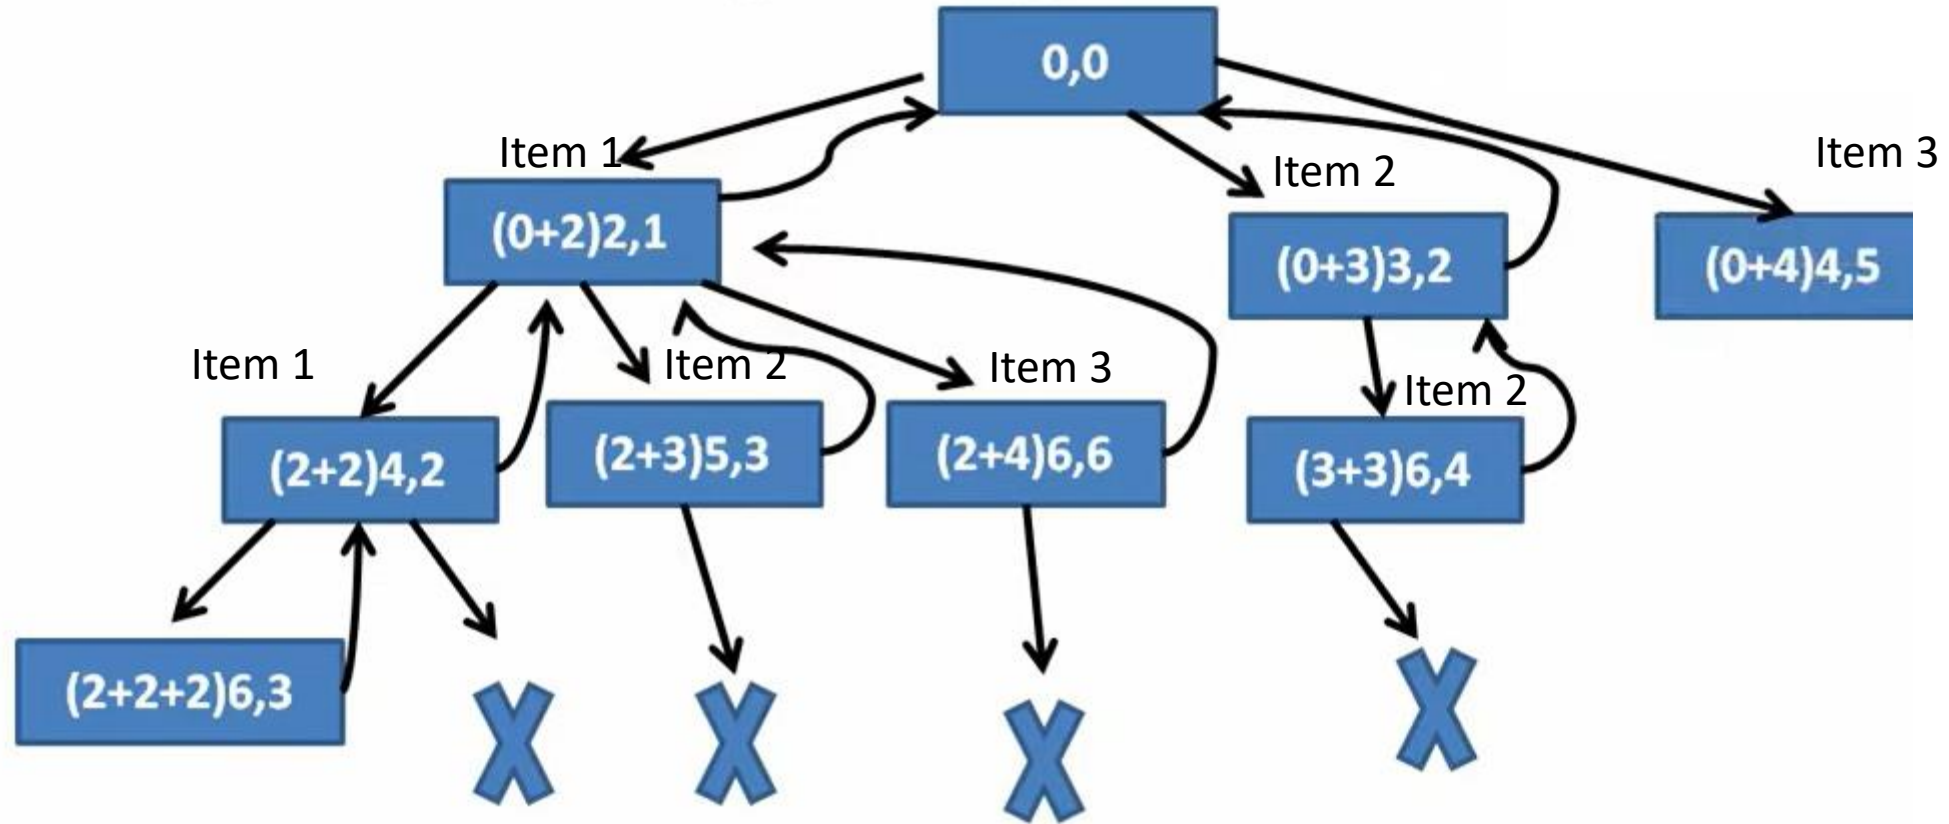 0,0
Item 1
Item 2
Item 3
(0+2)2,1
(0+3)3,2
(0+4)4,5
Item 1
Item 2
Item 3
Item 2
(2+2)4,2
(2+3)5,3
(2+4)6,6
(3+3)6,4
(2+2+2)6,3